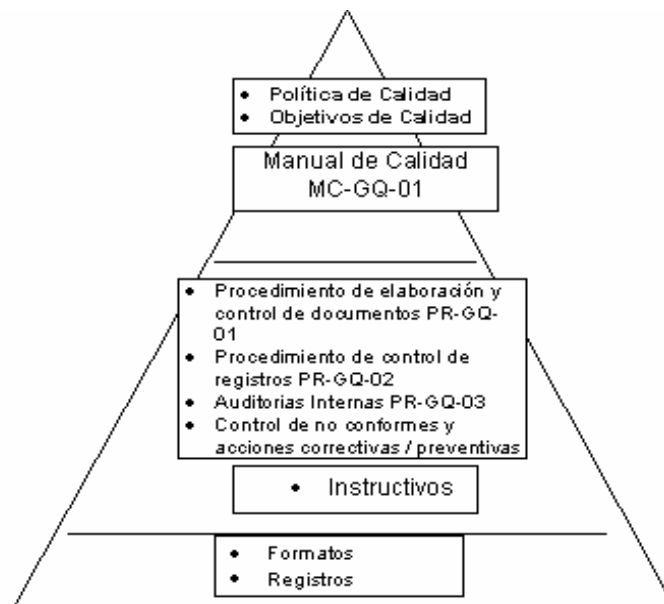 • Política de Calidad
• Objetivos de Calidad
Manual de Calidad
MC-GQ-01
• Procedimiento de elaboración y
control de documentos PR-GQ-
01
• Procedimiento de control de
registros PR-GQ-02
• Auditorias Internas PR-GQ-03
• Control de no conformes y
acciones correctivas / preventivas
• Instructivos
• Formatos
• Registros